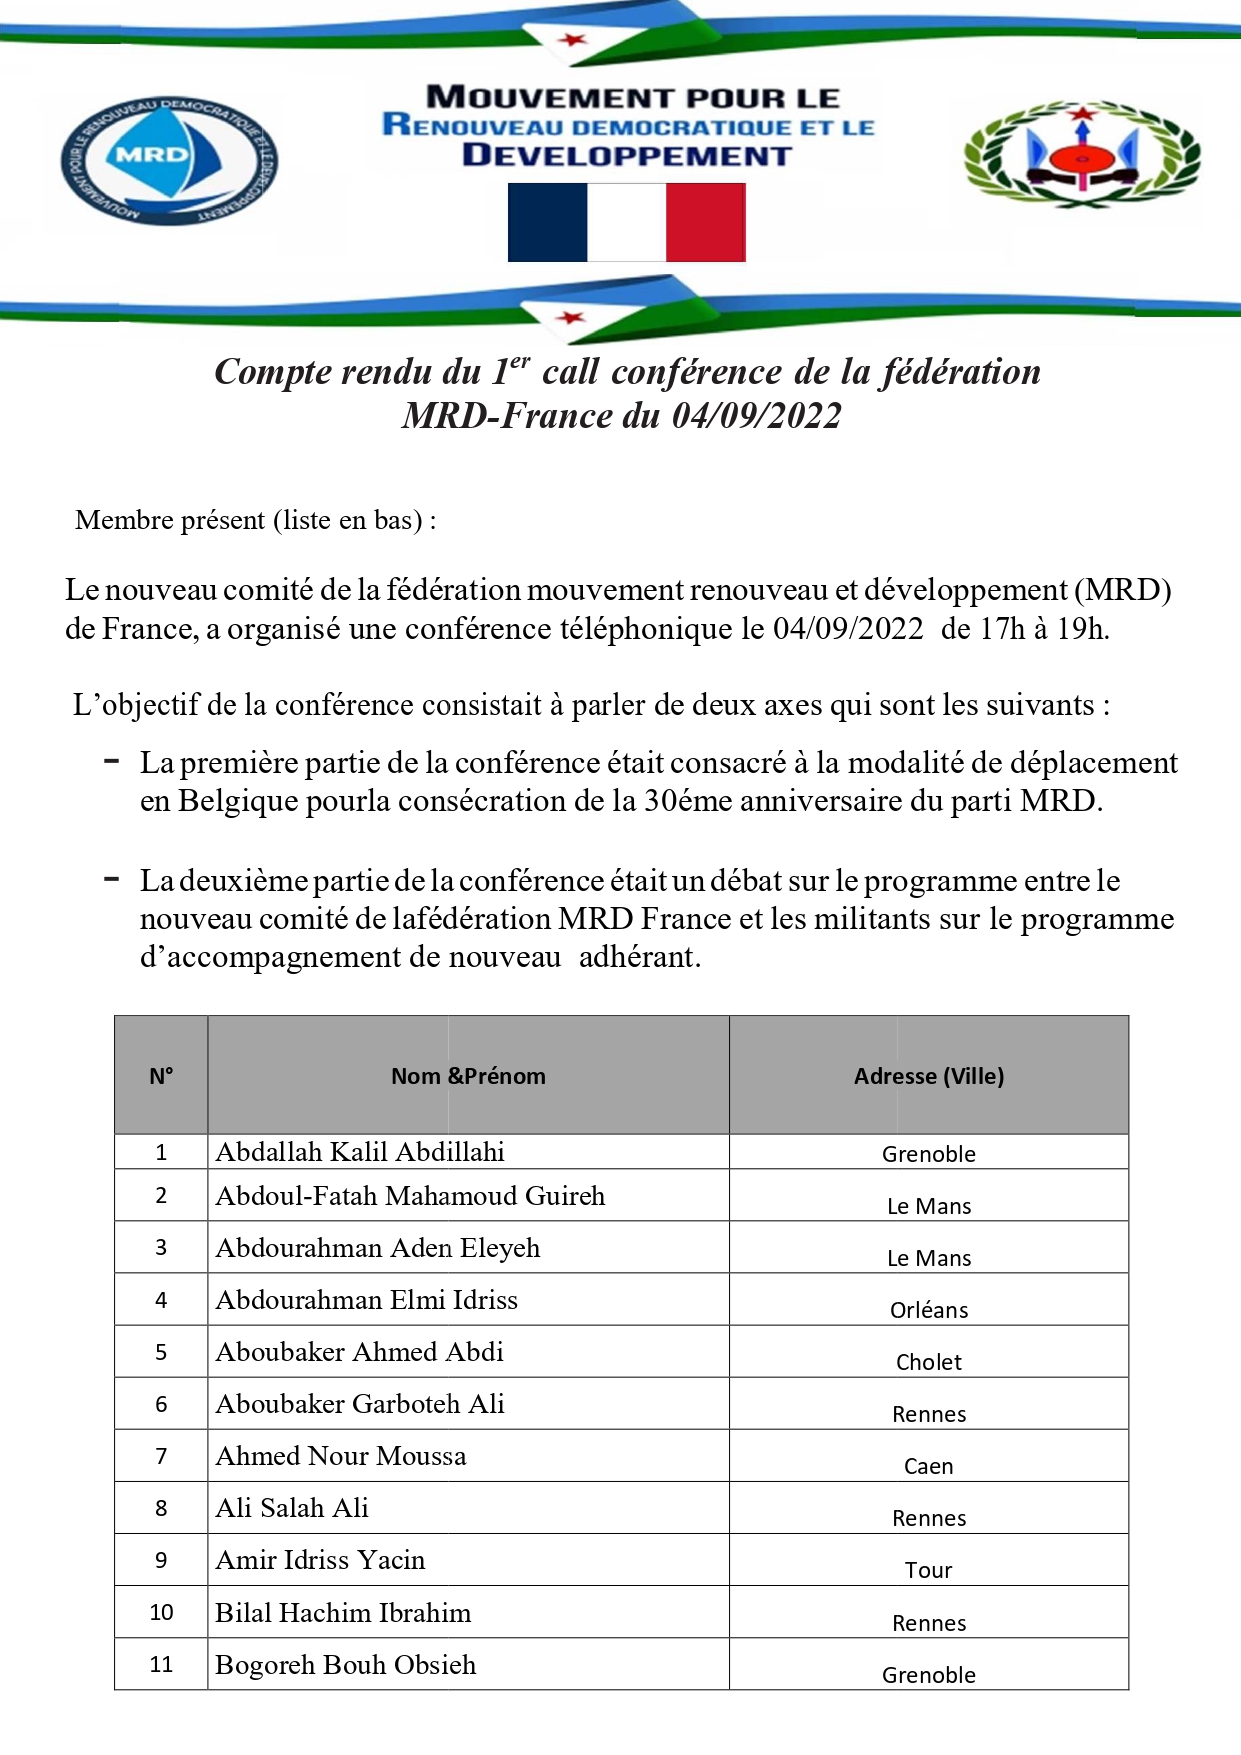 MOUVEMENT POUR LE
RENOUVEAU DEMOCRATIQUE ET LE
DEVELOPPEMENT
MOUVEMENT POUR LE RENOUVEAU DEMOCRATIQUE ET LE DEVELOPPEMENT
MRD
Compte rendu du 1er call conférence de la fédération
MRD-France du 04/09/2022
Membre présent (liste en bas) :
Le nouveau comité de la fédération mouvement renouveau et développement (MRD)
de France, a organisé une conférence téléphonique le 04/09/2022 de 17h à 19h.
L’objectif de la conférence consistait à parler de deux axes qui sont les suivants :
- La première partie de la conférence était consacré à la modalité de déplacement
en Belgique pourla consécration de la 30éme anniversaire du parti MRD.
- La deuxième partie de la conférence était un débat sur le programme entre le
nouveau comité de lafédération MRD France et les militants sur le programme
d’accompagnement de nouveau adhérant.
N° Nom &Prénom Adresse (Ville)
1 Abdallah Kalil Abdillahi Grenoble
2 Abdoul-Fatah Mahamoud Guireh Le Mans
3 Abdourahman Aden Eleyeh Le Mans
4 Abdourahman Elmi Idriss Orléans
5 Aboubaker Ahmed Abdi Cholet
6 Aboubaker Garboteh Ali Rennes
7 Ahmed Nour Moussa Caen
8 Ali Salah Ali Rennes
9 Amir Idriss Yacin Tour
10 Bilal Hachim Ibrahim Rennes
11 Bogoreh Bouh Obsieh Grenoble